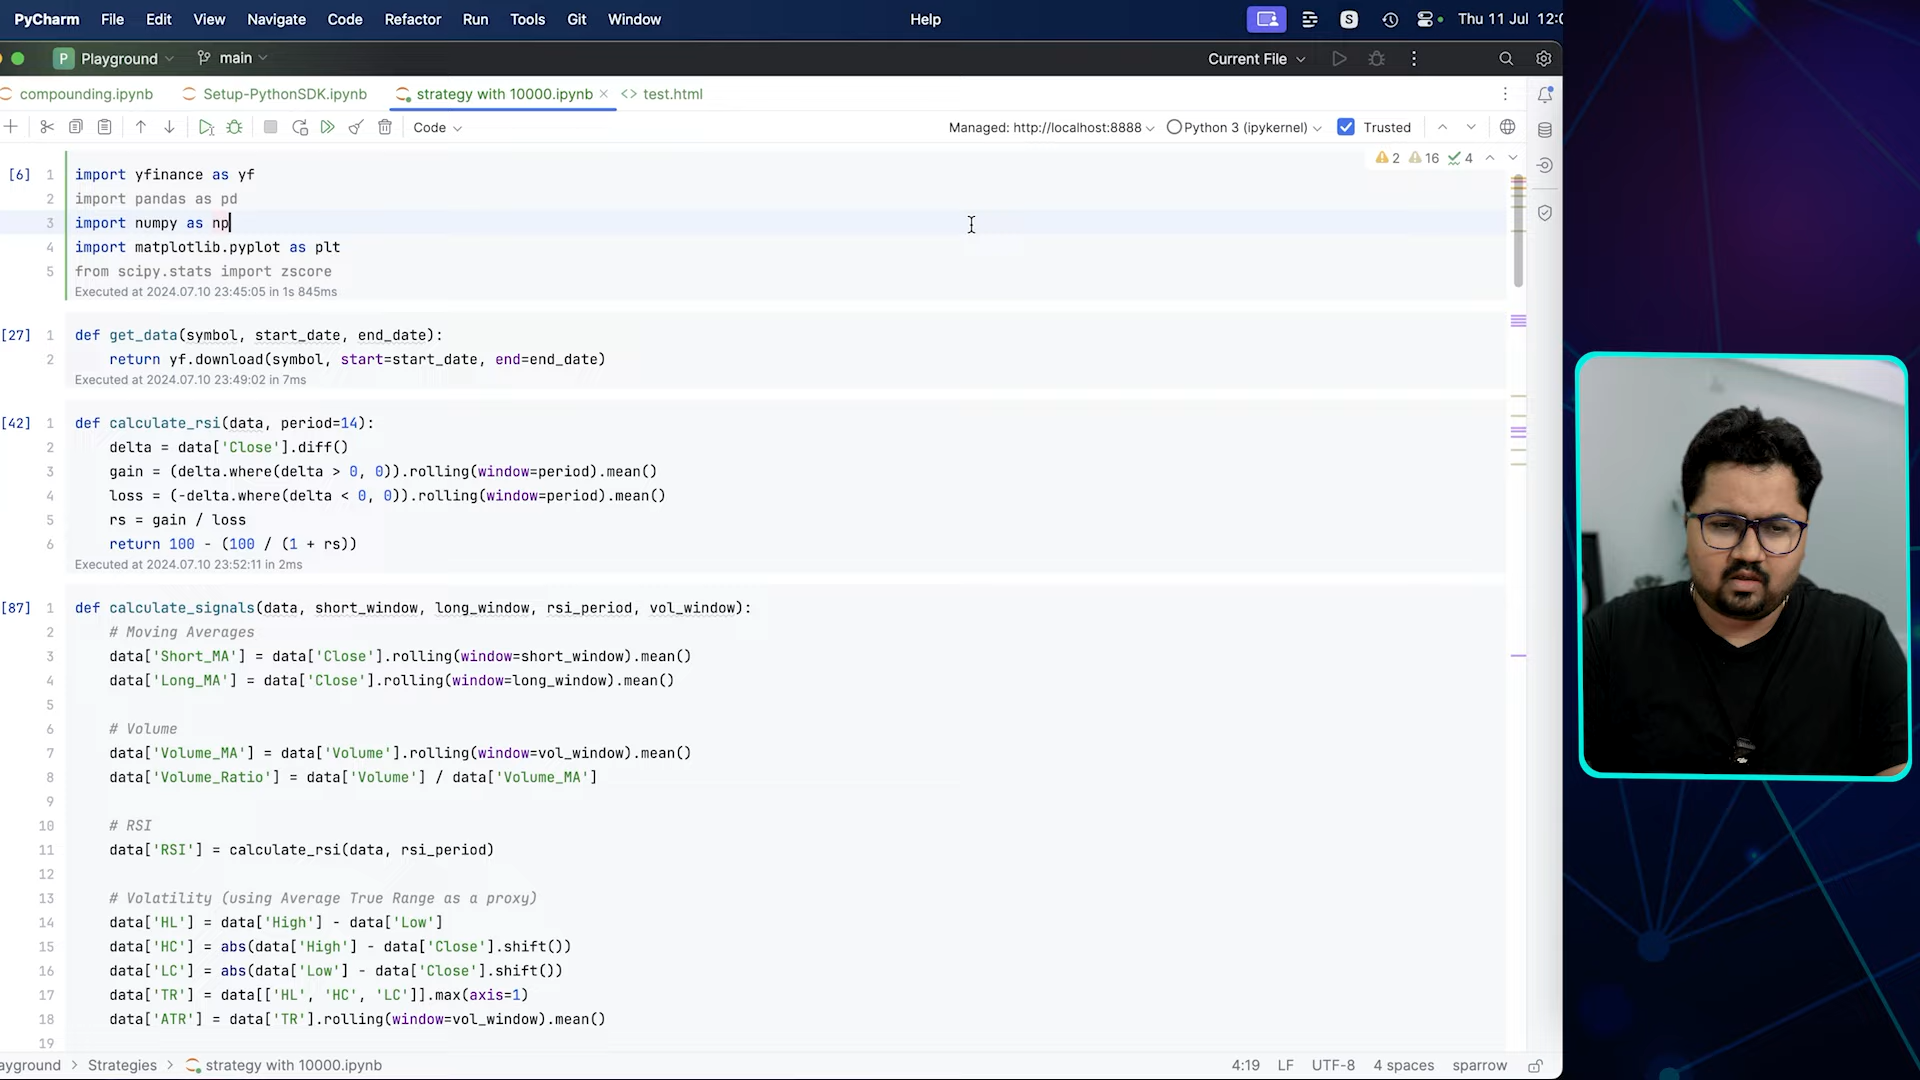 PyCharm File Edit View Navigate Code Refactor Run Tools Git Window Help S Thu 11 Jul 12:0
P Playground main Current File
compounding.ipynb Setup-PythonSDK.ipynb strategy with 10000.ipynb <> test.html
Code Managed: http://localhost:8888 Python 3 (ipykernel) Trusted
2 16 4
[6] 1 import yfinance as yf
2 import pandas as pd
3 import numpy as np
4 import matplotlib.pyplot as plt
5 from scipy.stats import zscore
Executed at 2024.07.10 23:45:05 in 1s 845ms
[27] 1 def get_data(symbol, start_date, end_date):
2 return yf.download(symbol, start=start_date, end=end_date)
Executed at 2024.07.10 23:49:02 in 7ms
[42] 1 def calculate_rsi(data, period=14):
2 delta = data['Close'].diff()
3 gain = (delta.where(delta > 0, 0)).rolling(window=period).mean()
4 loss = (-delta.where(delta < 0, 0)).rolling(window=period).mean()
5 rs = gain / loss
6 return 100 - (100 / (1 + rs))
Executed at 2024.07.10 23:52:11 in 2ms
[87] 1 def calculate_signals(data, short_window, long_window, rsi_period, vol_window):
2 # Moving Averages
3 data['Short_MA'] = data['Close'].rolling(window=short_window).mean()
4 data['Long_MA'] = data['Close'].rolling(window=long_window).mean()
5
6 # Volume
7 data['Volume_MA'] = data['Volume'].rolling(window=vol_window).mean()
8 data['Volume_Ratio'] = data['Volume'] / data['Volume_MA']
9
10 # RSI
11 data['RSI'] = calculate_rsi(data, rsi_period)
12
13 # Volatility (using Average True Range as a proxy)
14 data['HL'] = data['High'] - data['Low']
15 data['HC'] = abs(data['High'] - data['Close'].shift())
16 data['LC'] = abs(data['Low'] - data['Close'].shift())
17 data['TR'] = data[['HL', 'HC', 'LC']].max(axis=1)
18 data['ATR'] = data['TR'].rolling(window=vol_window).mean()
19
ayground > Strategies > strategy with 10000.ipynb 4:19 LF UTF-8 4 spaces sparrow